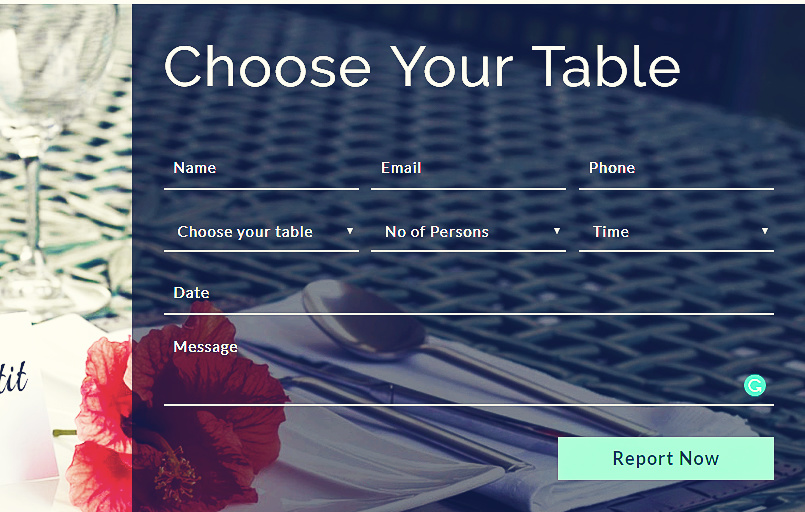 Choose Your Table
Name Email Phone
Choose your table No of Persons Time
Date
Message
tit
Report Now